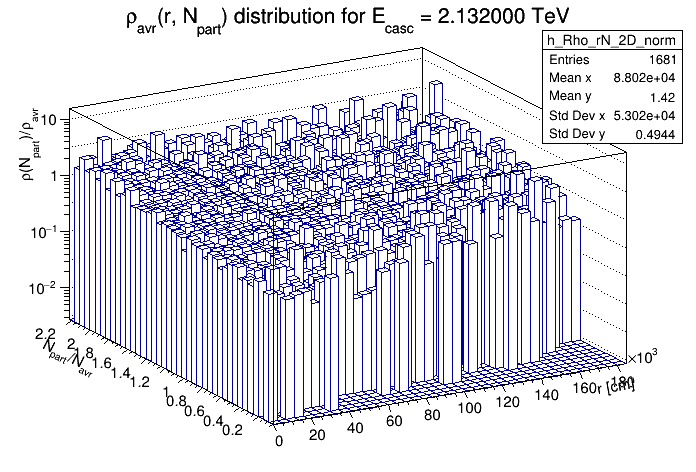 ρavr(r, Npart) distribution for Ecasc = 2.132000 TeV
h_Rho_rN_2D_norm
Entries 1681
Mean x 8.802e+04
Mean y 1.42
Std Dev x 5.302e+04
Std Dev y 0.4944
ρ(Npart)/ρavr
10
1
10⁻¹
10⁻²
2.2 2 1.8 1.6 1.4 1.2 1 0.8 0.6 0.4 0.2
Npart/Navr
0 20 40 60 80 100 120 140 160 180
r [cm]
×10³